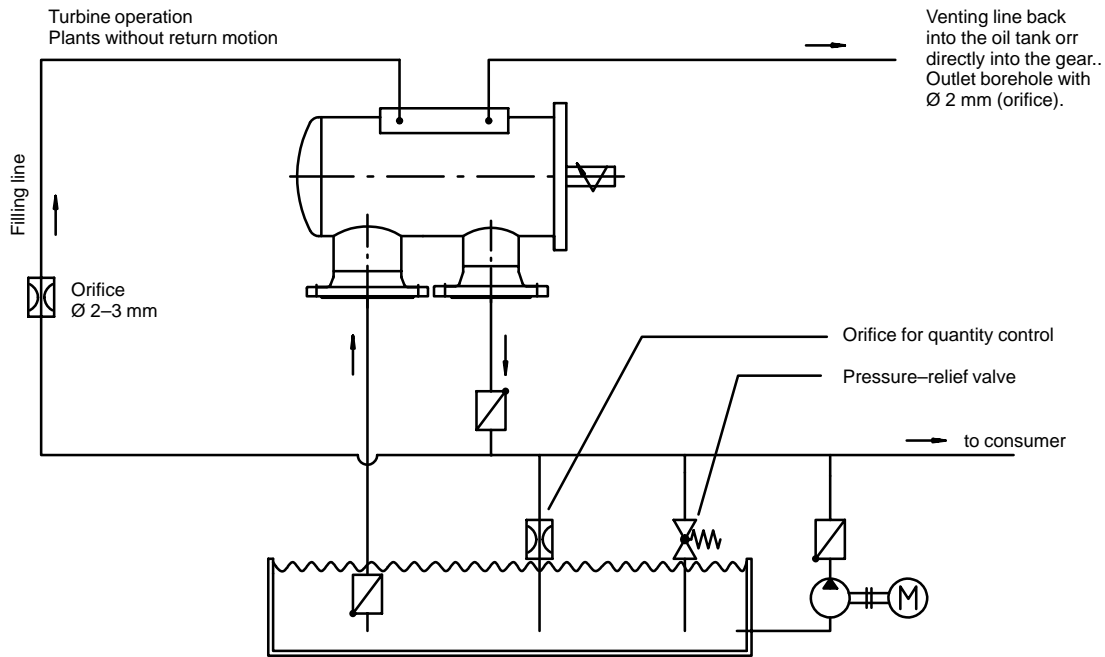 Turbine operation
Plants without return motion
Venting line back
into the oil tank orr
directly into the gear..
Outlet borehole with
Ø 2 mm (orifice).
Filling line
Orifice
Ø 2–3 mm
Orifice for quantity control
Pressure–relief valve
to consumer
M